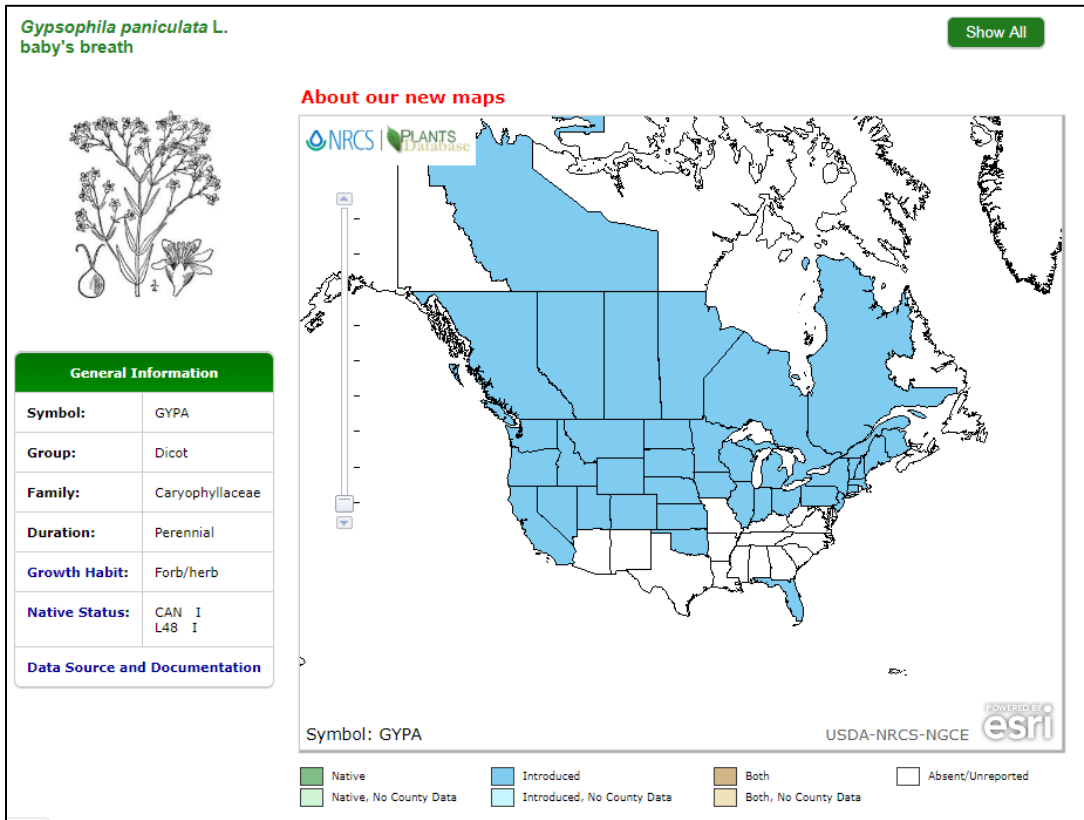 Gypsophila paniculata L.
baby's breath
Show All
About our new maps
NRCS | PLANTS
Database
General Information
Symbol: GYPA
Group: Dicot
Family: Caryophyllaceae
Duration: Perennial
Growth Habit: Forb/herb
Native Status: CAN I
L48 I
Data Source and Documentation
Symbol: GYPA
USDA-NRCS-NGCE
POWERED BY
esri
Native
Introduced
Both
Absent/Unreported
Native, No County Data
Introduced, No County Data
Both, No County Data